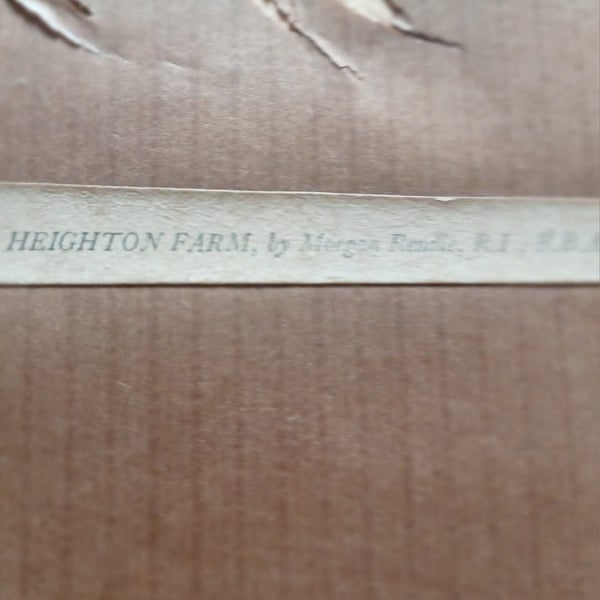 HEIGHTON FARM, by Morgan Rendle, R.I., R.B.A